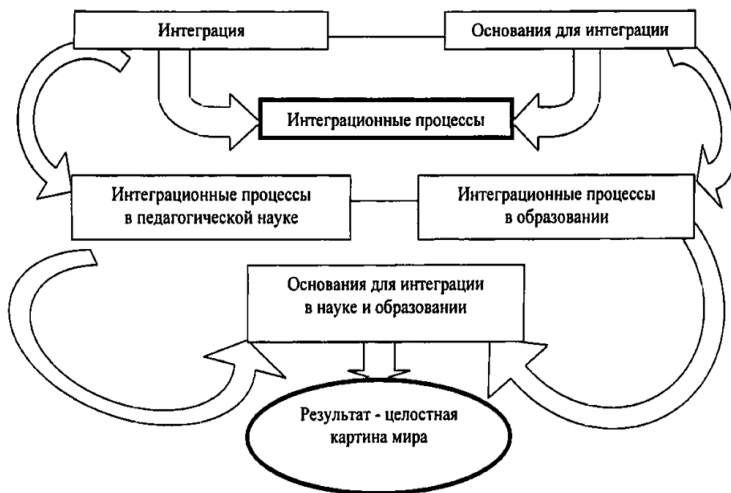 Интеграция
Основания для интеграции
Интеграционные процессы
Интеграционные процессы
в педагогической науке
Интеграционные процессы
в образовании
Основания для интеграции
в науке и образовании
Результат - целостная
картина мира